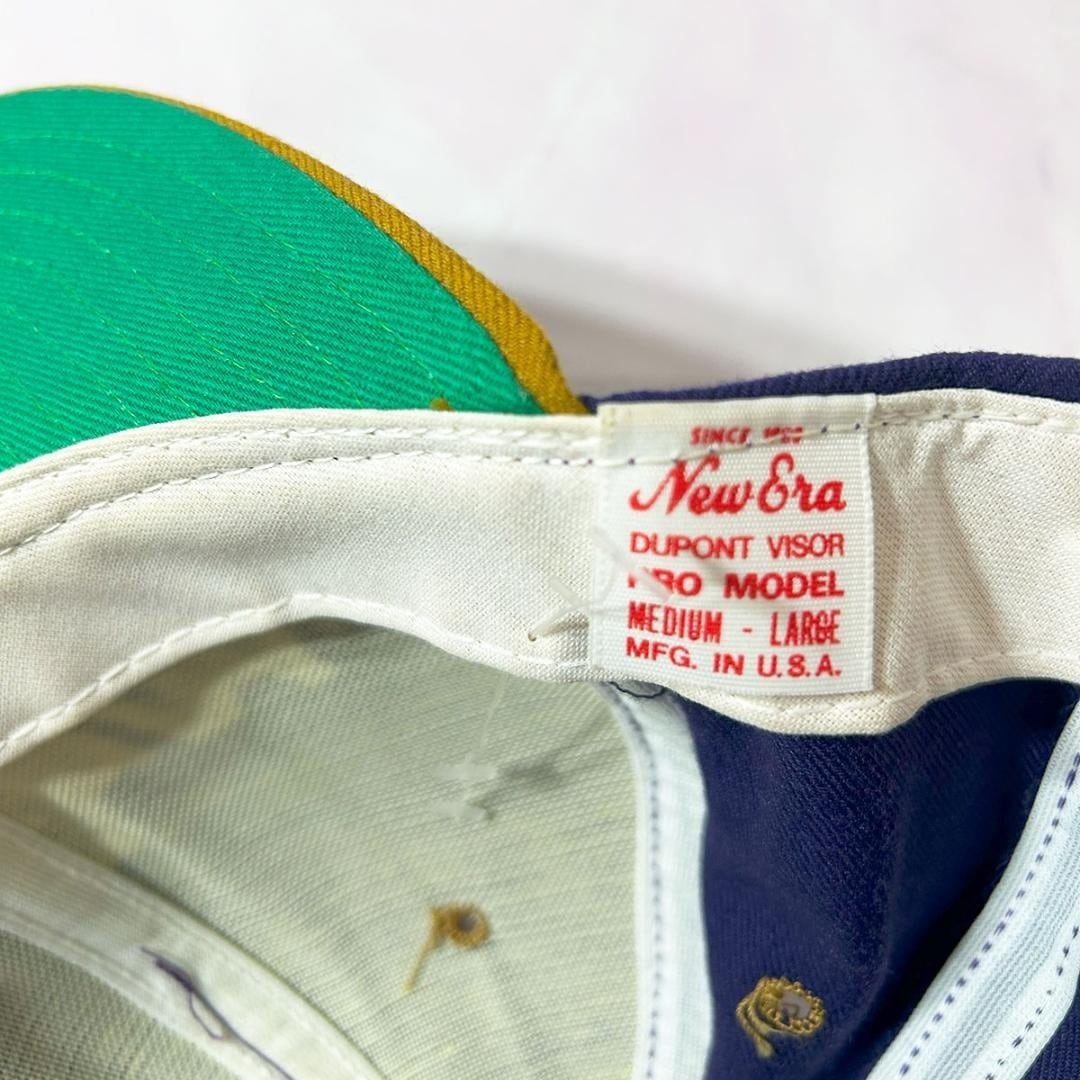 SINCE
New Era
DUPONT VISOR
PRO MODEL
MEDIUM - LARGE
MFG. IN U.S.A.